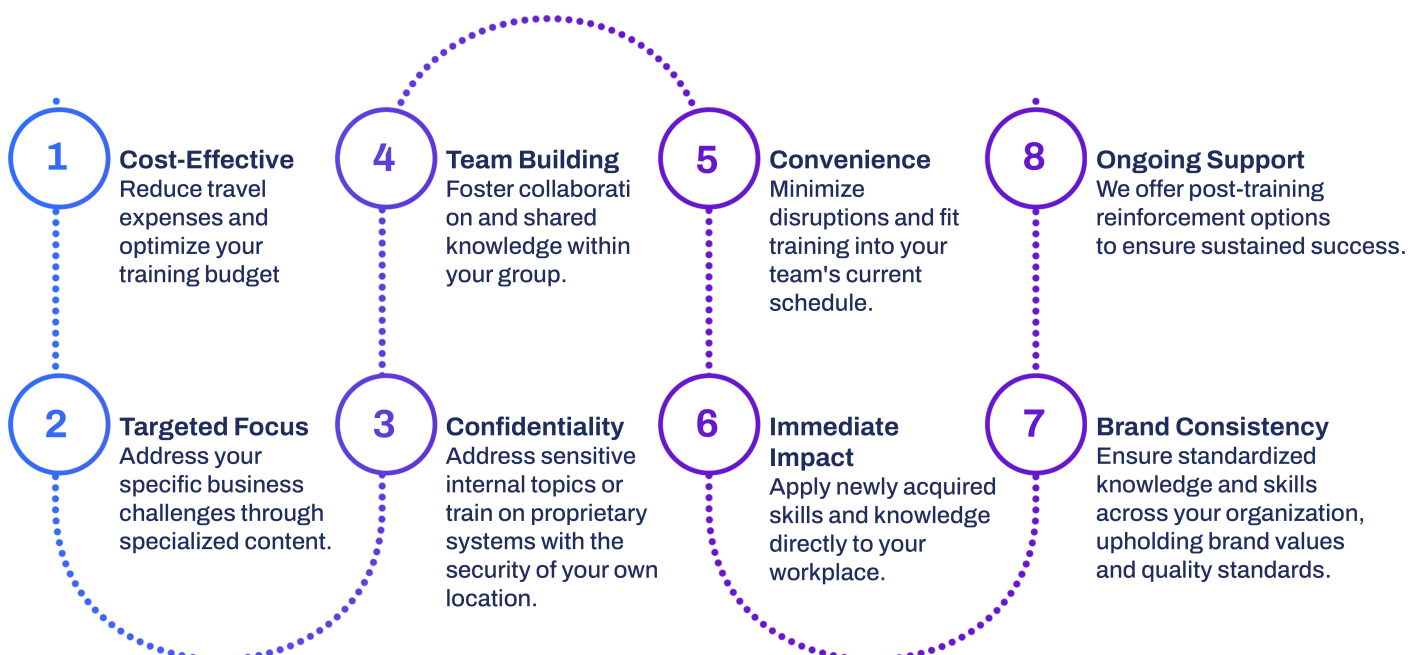 1
Cost-Effective
Reduce travel
expenses and
optimize your
training budget
2
Targeted Focus
Address your
specific business
challenges through
specialized content.
3
Confidentiality
Address sensitive
internal topics or
train on proprietary
systems with the
security of your own
location.
4
Team Building
Foster collaborati
on and shared
knowledge within
your group.
5
Convenience
Minimize
disruptions and fit
training into your
team's current
schedule.
6
Immediate
Impact
Apply newly acquired
skills and knowledge
directly to your
workplace.
7
Brand Consistency
Ensure standardized
knowledge and skills
across your organization,
upholding brand values
and quality standards.
8
Ongoing Support
We offer post-training
reinforcement options
to ensure sustained success.